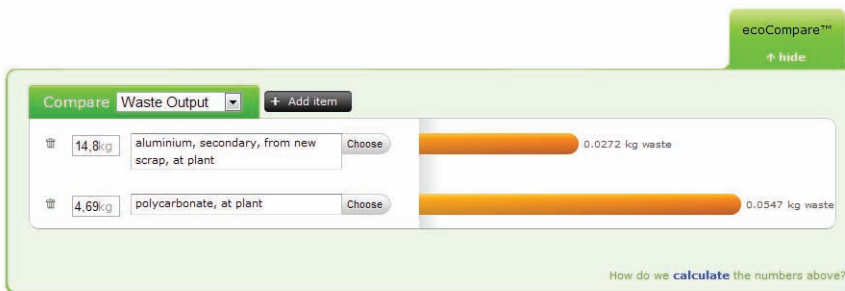 ecoCompare™
↑ hide
Compare Waste Output + Add item
14,8kg aluminium, secondary, from new scrap, at plant Choose 0.0272 kg waste
4,69kg polycarbonate, at plant Choose 0.0547 kg waste
How do we calculate the numbers above?